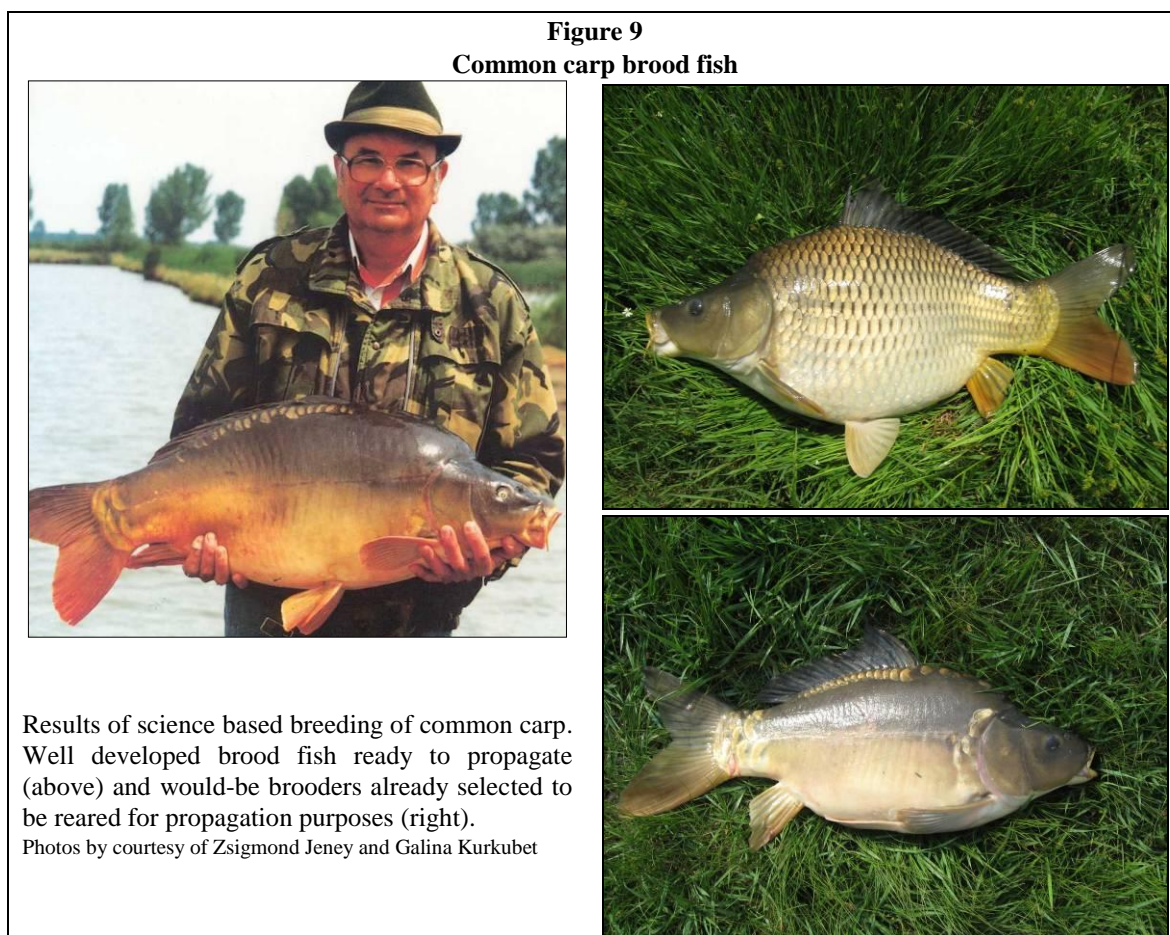 Figure 9
Common carp brood fish
Results of science based breeding of common carp.
Well developed brood fish ready to propagate
(above) and would-be brooders already selected to
be reared for propagation purposes (right).
Photos by courtesy of Zsigmond Jeney and Galina Kurkubet